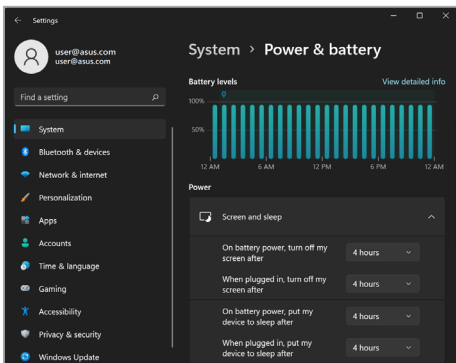 Settings
user@asus.com
user@asus.com
Find a setting
System
Bluetooth & devices
Network & internet
Personalization
Apps
Accounts
Time & language
Gaming
Accessibility
Privacy & security
Windows Update
System > Power & battery
Battery levels
View detailed info
100%
50%
12 AM 6 AM 12 PM 6 PM 12 AM
Power
Screen and sleep
On battery power, turn off my
screen after
4 hours
When plugged in, turn off my
screen after
4 hours
On battery power, put my
device to sleep after
4 hours
When plugged in, put my
device to sleep after
4 hours